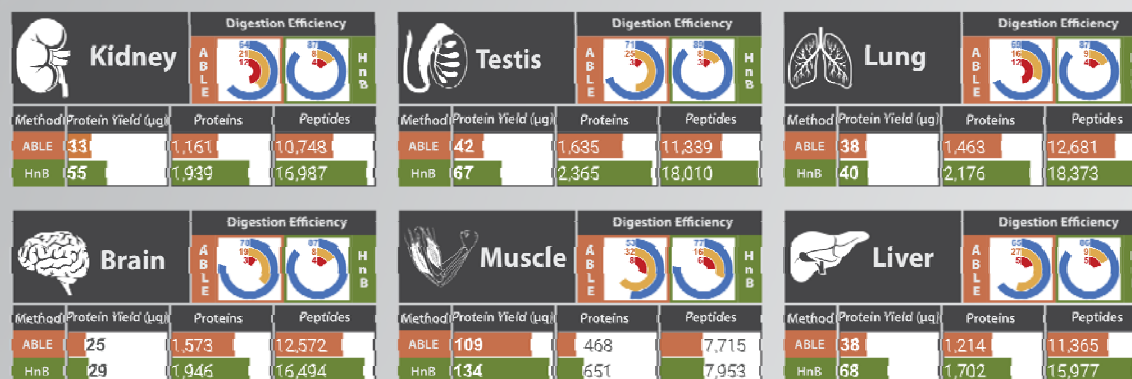 Digestion Efficiency
Kidney
ABLE
HnB
Method Protein Yield (µg) Proteins Peptides
ABLE 33 1,161 10,748
HnB 55 1,939 16,987
Digestion Efficiency
Testis
ABLE
HnB
Method Protein Yield (µg) Proteins Peptides
ABLE 42 1,635 11,339
HnB 67 2,365 18,010
Digestion Efficiency
Lung
ABLE
HnB
Method Protein Yield (µg) Proteins Peptides
ABLE 38 1,463 12,681
HnB 40 2,176 18,373
Digestion Efficiency
Brain
ABLE
HnB
Method Protein Yield (µg) Proteins Peptides
ABLE 25 1,573 12,572
HnB 29 1,946 16,494
Digestion Efficiency
Muscle
ABLE
HnB
Method Protein Yield (µg) Proteins Peptides
ABLE 109 468 7,715
HnB 134 651 7,953
Digestion Efficiency
Liver
ABLE
HnB
Method Protein Yield (µg) Proteins Peptides
ABLE 38 1,214 11,365
HnB 68 1,702 15,977